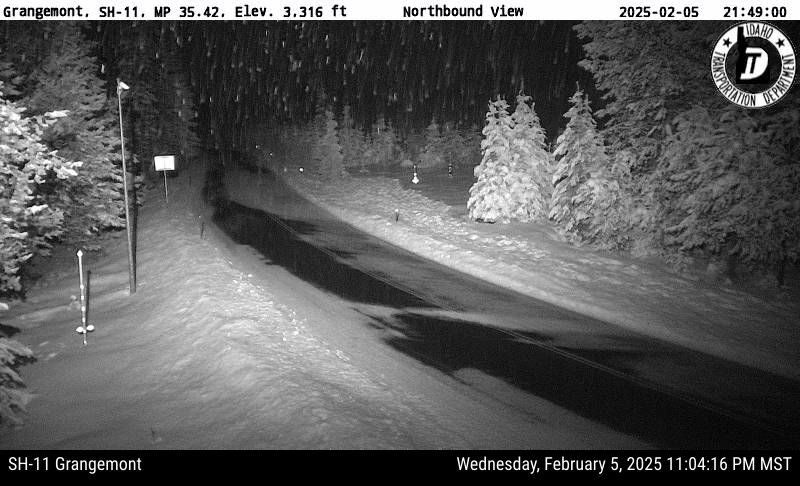 Grangemont, SH-11, MP 35.42, Elev. 3,316 ft Northbound View 2025-02-05 21:49:00
IDAHO
TRANSPORTATION DEPARTMENT
SH-11 Grangemont Wednesday, February 5, 2025 11:04:16 PM MST